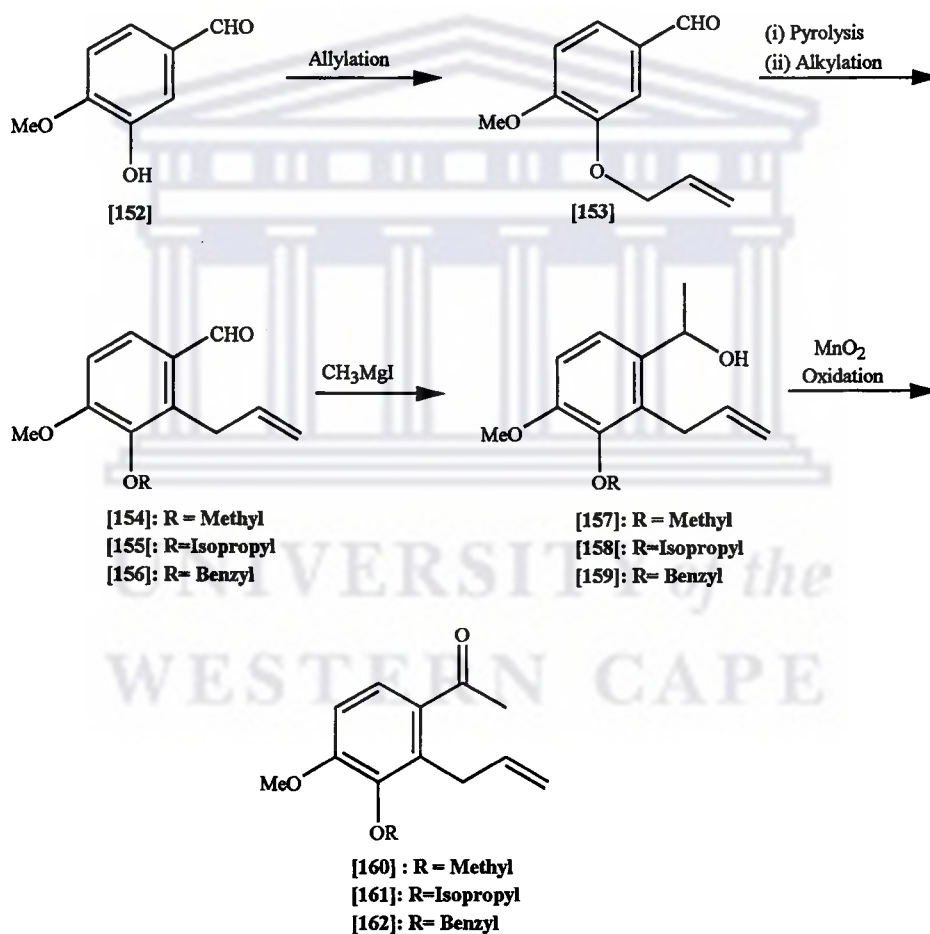 CHO
Allylation
MeO
OH
[152]
CHO
MeO
O
[153]
(i) Pyrolysis
(ii) Alkylation
CHO
MeO
OR
[154]: R = Methyl
[155[: R=Isopropyl
[156]: R= Benzyl
CH₃MgI
OH
MeO
OR
[157]: R = Methyl
[158[: R=Isopropyl
[159]: R= Benzyl
MnO₂
Oxidation
UNIVERSITY of the
WESTERN CAPE
O
MeO
OR
[160] : R = Methyl
[161]: R=Isopropyl
[162]: R= Benzyl